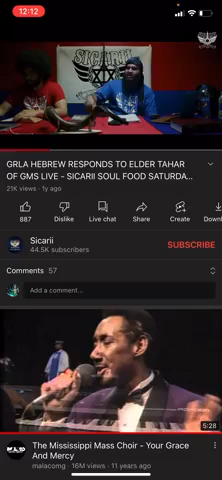 12:12
SICARII
GRLA HEBREW RESPONDS TO ELDER TAHAR
OF GMS LIVE - SICARII SOUL FOOD SATURDA...
21K views · 1y ago
887
Dislike
Live chat
Share
Create
Downl
Sicarii
44.5K subscribers
SUBSCRIBE
Comments 57
Add a comment...
5:28
The Mississippi Mass Choir - Your Grace
And Mercy
malacomg · 16M views · 11 years ago